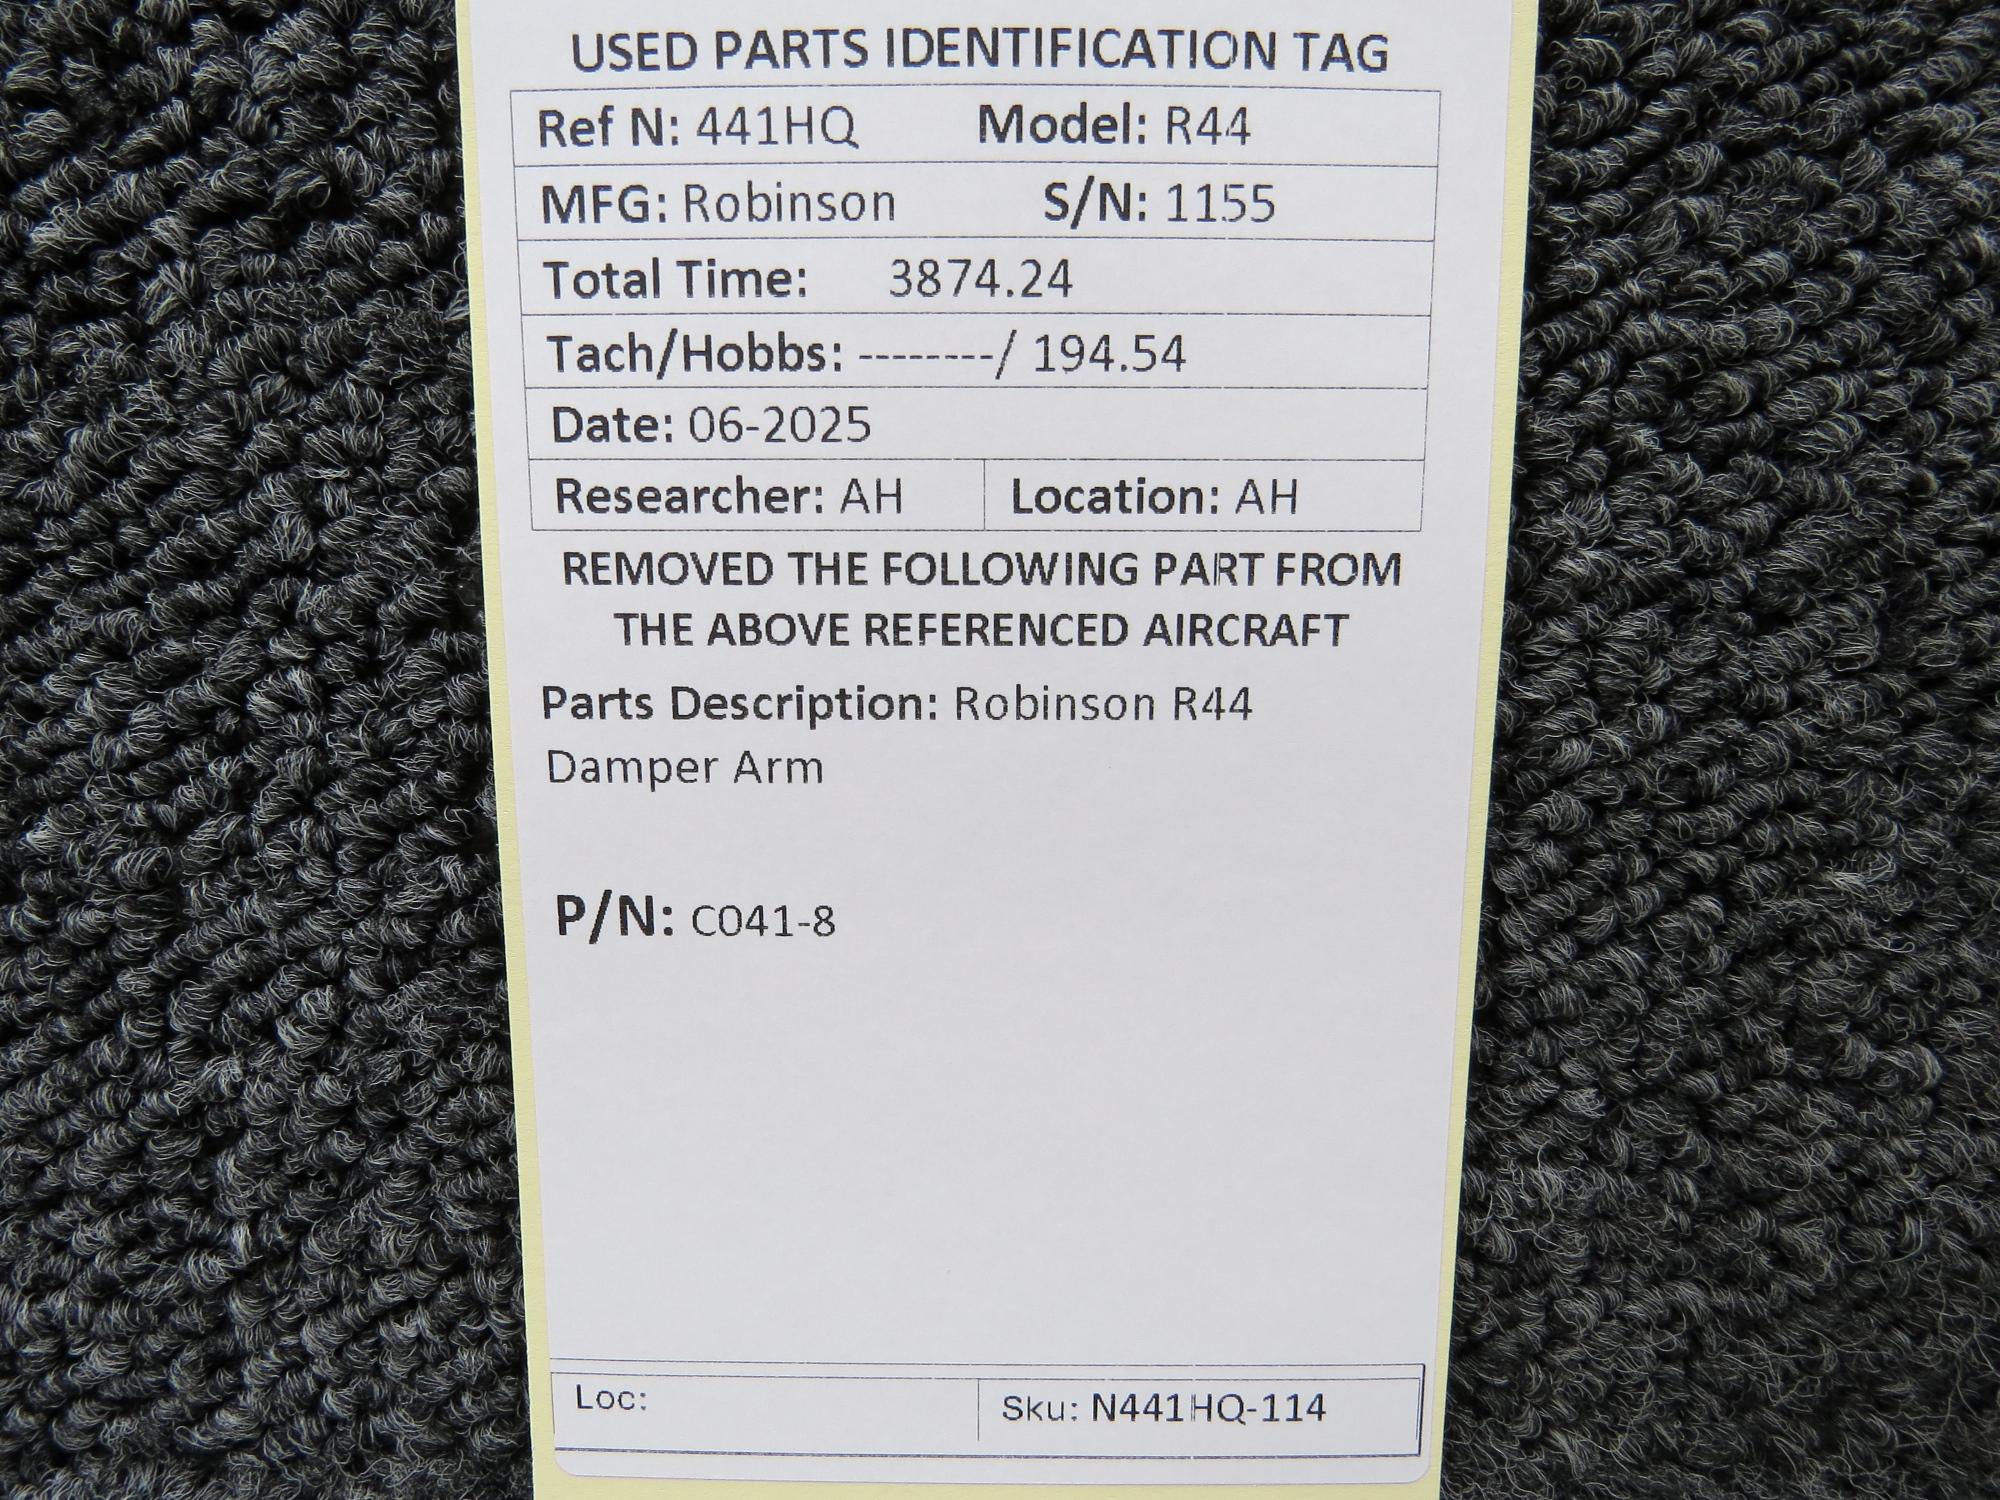 USED PARTS IDENTIFICATION TAG
Ref N: 441HQ Model: R44
MFG: Robinson S/N: 1155
Total Time: 3874.24
Tach/Hobbs: --------/ 194.54
Date: 06-2025
Researcher: AH Location: AH
REMOVED THE FOLLOWING PART FROM
THE ABOVE REFERENCED AIRCRAFT
Parts Description: Robinson R44
Damper Arm
P/N: C041-8
Loc: Sku: N441HQ-114